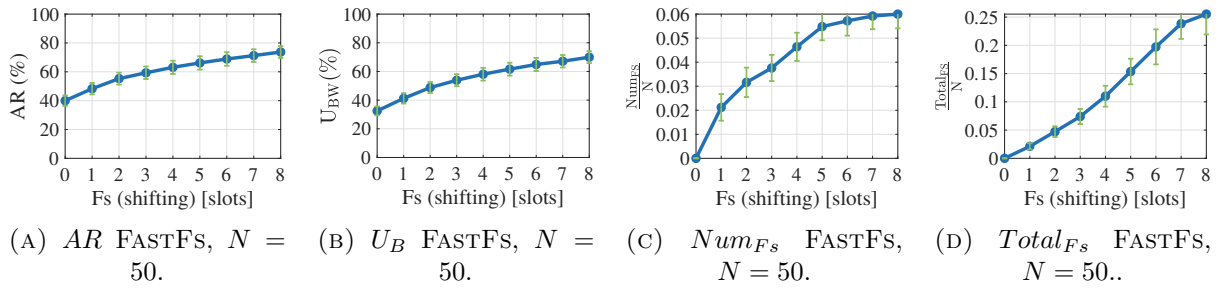 100
80
60
40
20
0
AR (%)
0 1 2 3 4 5 6 7 8
Fs (shifting) [slots]
(A) AR FASTFS, N =
50.
100
80
60
40
20
0
U_BW (%)
0 1 2 3 4 5 6 7 8
Fs (shifting) [slots]
(B) U_B FASTFS, N =
50.
0.06
0.05
0.04
0.03
0.02
0.01
0
Num_FS
N
0 1 2 3 4 5 6 7 8
Fs (shifting) [slots]
(C) Num_Fs FASTFS,
N = 50.
0.25
0.2
0.15
0.1
0.05
0
Total_FS
N
0 1 2 3 4 5 6 7 8
Fs (shifting) [slots]
(D) Total_Fs FASTFS,
N = 50..